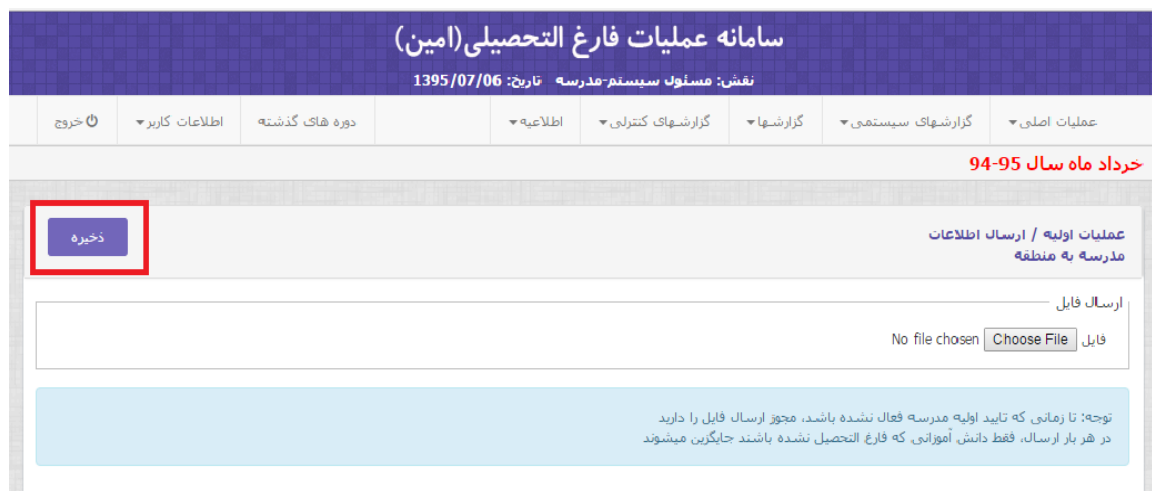 سامانه عملیات فارغ التحصیلی(امین)
نقش: مسئول سیستم-مدرسه تاریخ: 1395/07/06
عملیات اصلی گزارشهای سیستمی گزارشها گزارشهای کنترلی اطلاعیه دوره های گذشته اطلاعات کاربر خروج
خرداد ماه سال 95-94
عملیات اولیه / ارسال اطلاعات
مدرسه به منطقه
ذخیره
ارسال فایل
فایل Choose File No file chosen
توجه: تا زمانی که تایید اولیه مدرسه فعال نشده باشد، مجوز ارسال فایل را دارید
در هر بار ارسال، فقط دانش آموزانی که فارغ التحصیل نشده باشند جایگزین میشوند